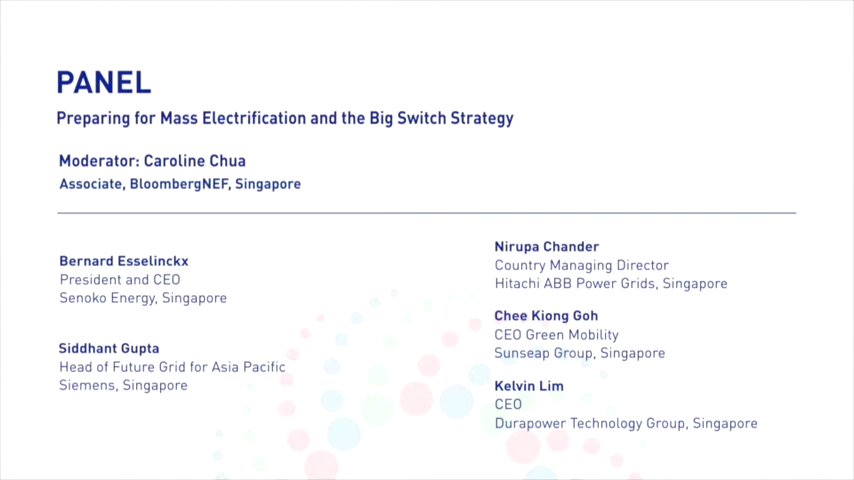 PANEL
Preparing for Mass Electrification and the Big Switch Strategy
Moderator: Caroline Chua
Associate, BloombergNEF, Singapore
Bernard Esselinckx
President and CEO
Senoko Energy, Singapore
Siddhant Gupta
Head of Future Grid for Asia Pacific
Siemens, Singapore
Nirupa Chander
Country Managing Director
Hitachi ABB Power Grids, Singapore
Chee Kiong Goh
CEO Green Mobility
Sunseap Group, Singapore
Kelvin Lim
CEO
Durapower Technology Group, Singapore